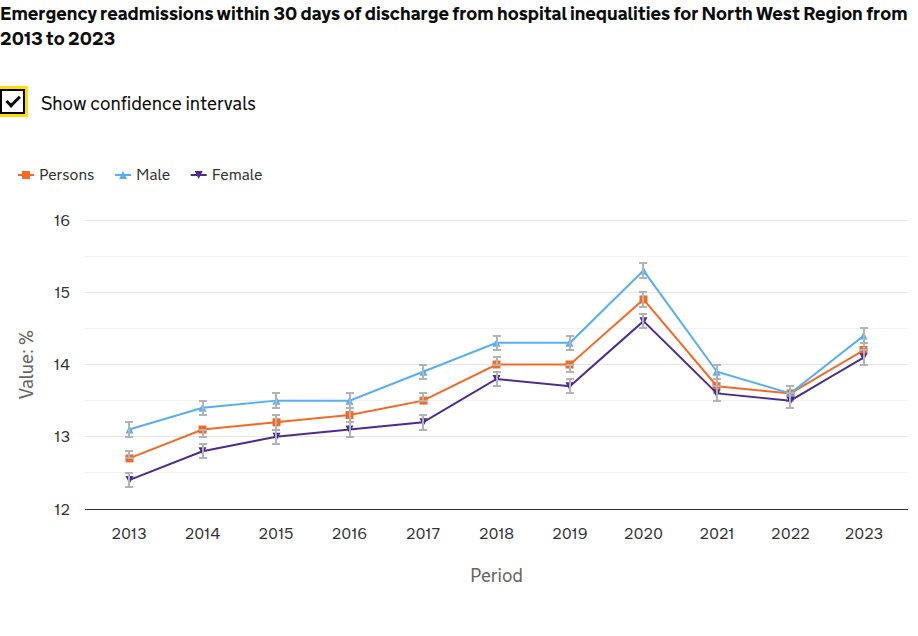 Emergency readmissions within 30 days of discharge from hospital inequalities for North West Region from
2013 to 2023
Show confidence intervals
Persons Male Female
16
15
14
13
12
Value: %
2013 2014 2015 2016 2017 2018 2019 2020 2021 2022 2023
Period